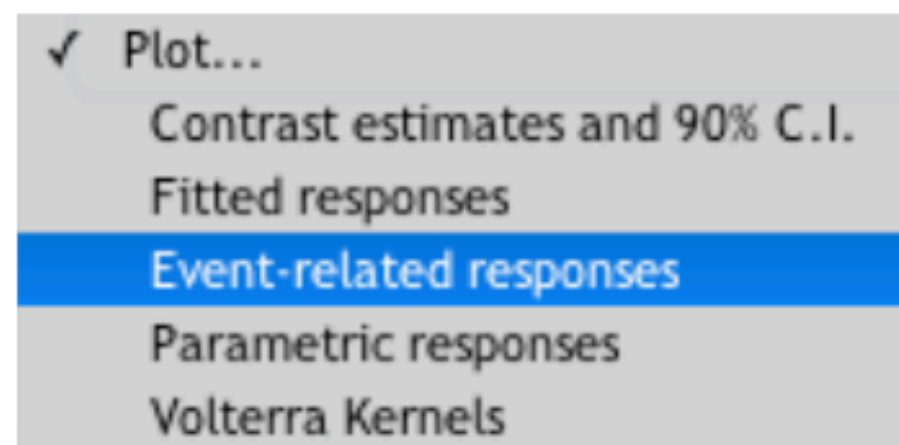 ✓ Plot...
Contrast estimates and 90% C.I.
Fitted responses
Event-related responses
Parametric responses
Volterra Kernels